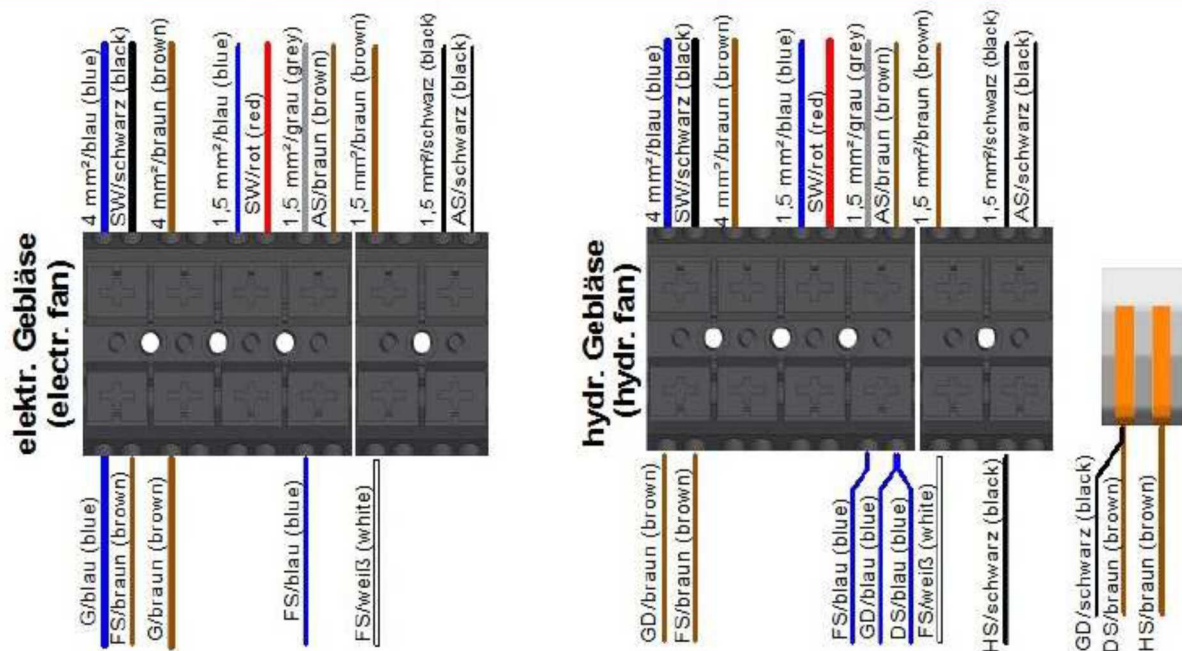 elektr. Gebläse
(electr. fan)
4 mm²/blau (blue)
SW/schwarz (black)
4 mm²/braun (brown)
1,5 mm²/blau (blue)
SW/rot (red)
1,5 mm²/grau (grey)
AS/braun (brown)
1,5 mm²/braun (brown)
1,5 mm²/schwarz (black)
AS/schwarz (black)
G/blau (blue)
FS/braun (brown)
G/braun (brown)
FS/blau (blue)
FS/weiß (white)
hydr. Gebläse
(hydr. fan)
4 mm²/blau (blue)
SW/schwarz (black)
4 mm²/braun (brown)
1,5 mm²/blau (blue)
SW/rot (red)
1,5 mm²/grau (grey)
AS/braun (brown)
1,5 mm²/braun (brown)
1,5 mm²/schwarz (black)
AS/schwarz (black)
GD/braun (brown)
FS/braun (brown)
FS/blau (blue)
GD/blau (blue)
DS/blau (blue)
FS/weiß (white)
HS/schwarz (black)
GD/schwarz (black)
DS/braun (brown)
HS/braun (brown)